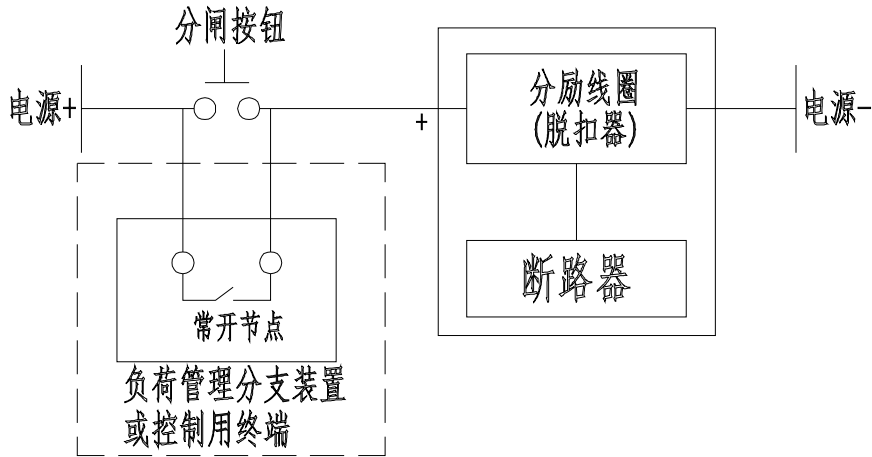 分闸按钮
电源+
+
分励线圈
(脱扣器)
电源-
断路器
常开节点
负荷管理分支装置
或控制用终端